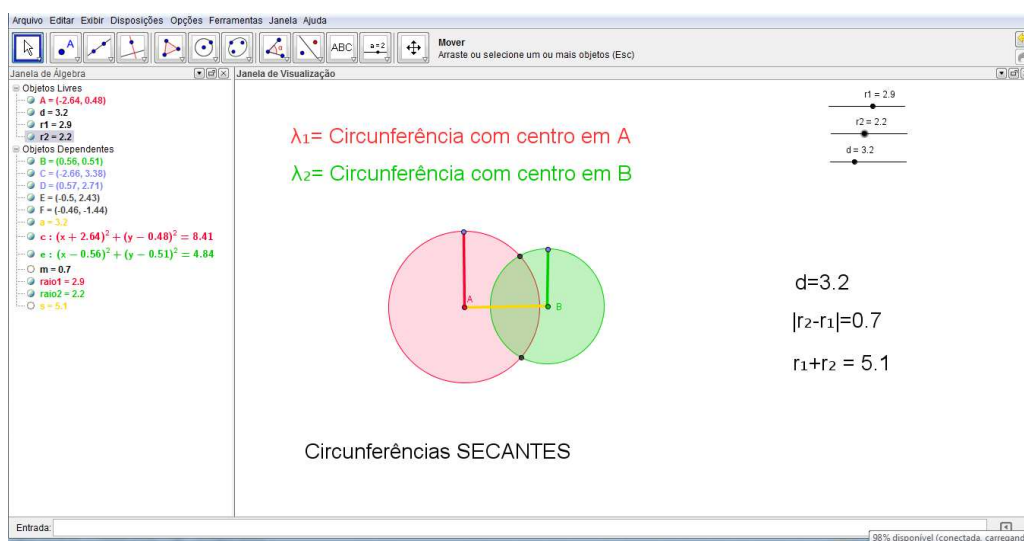 Arquivo Editar Exibir Disposições Opções Ferramentas Janela Ajuda
A
α
ABC
a=2
Mover
Arraste ou selecione um ou mais objetos (Esc)
Janela de Álgebra
Objetos Livres
A = (-2.64, 0.48)
d = 3.2
r1 = 2.9
r2 = 2.2
Objetos Dependentes
B = (0.56, 0.51)
C = (-2.66, 3.38)
D = (0.57, 2.71)
E = (-0.5, 2.43)
F = (-0.46, -1.44)
a = 3.2
c : (x + 2.64)² + (y − 0.48)² = 8.41
e : (x − 0.56)² + (y − 0.51)² = 4.84
m = 0.7
raio1 = 2.9
raio2 = 2.2
s = 5.1
Janela de Visualização
r1 = 2.9
r2 = 2.2
d = 3.2
λ₁= Circunferência com centro em A
λ₂= Circunferência com centro em B
A
B
d=3.2
|r₂-r₁|=0.7
r₁+r₂ = 5.1
Circunferências SECANTES
Entrada:
98% disponível (conectada, carregand